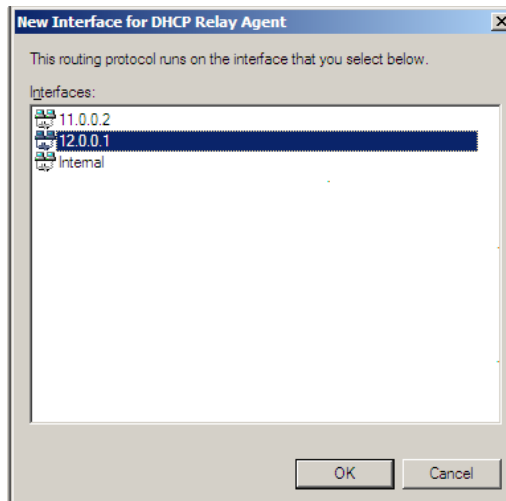 New Interface for DHCP Relay Agent
This routing protocol runs on the interface that you select below.
Interfaces:
11.0.0.2
12.0.0.1
Internal
OK
Cancel